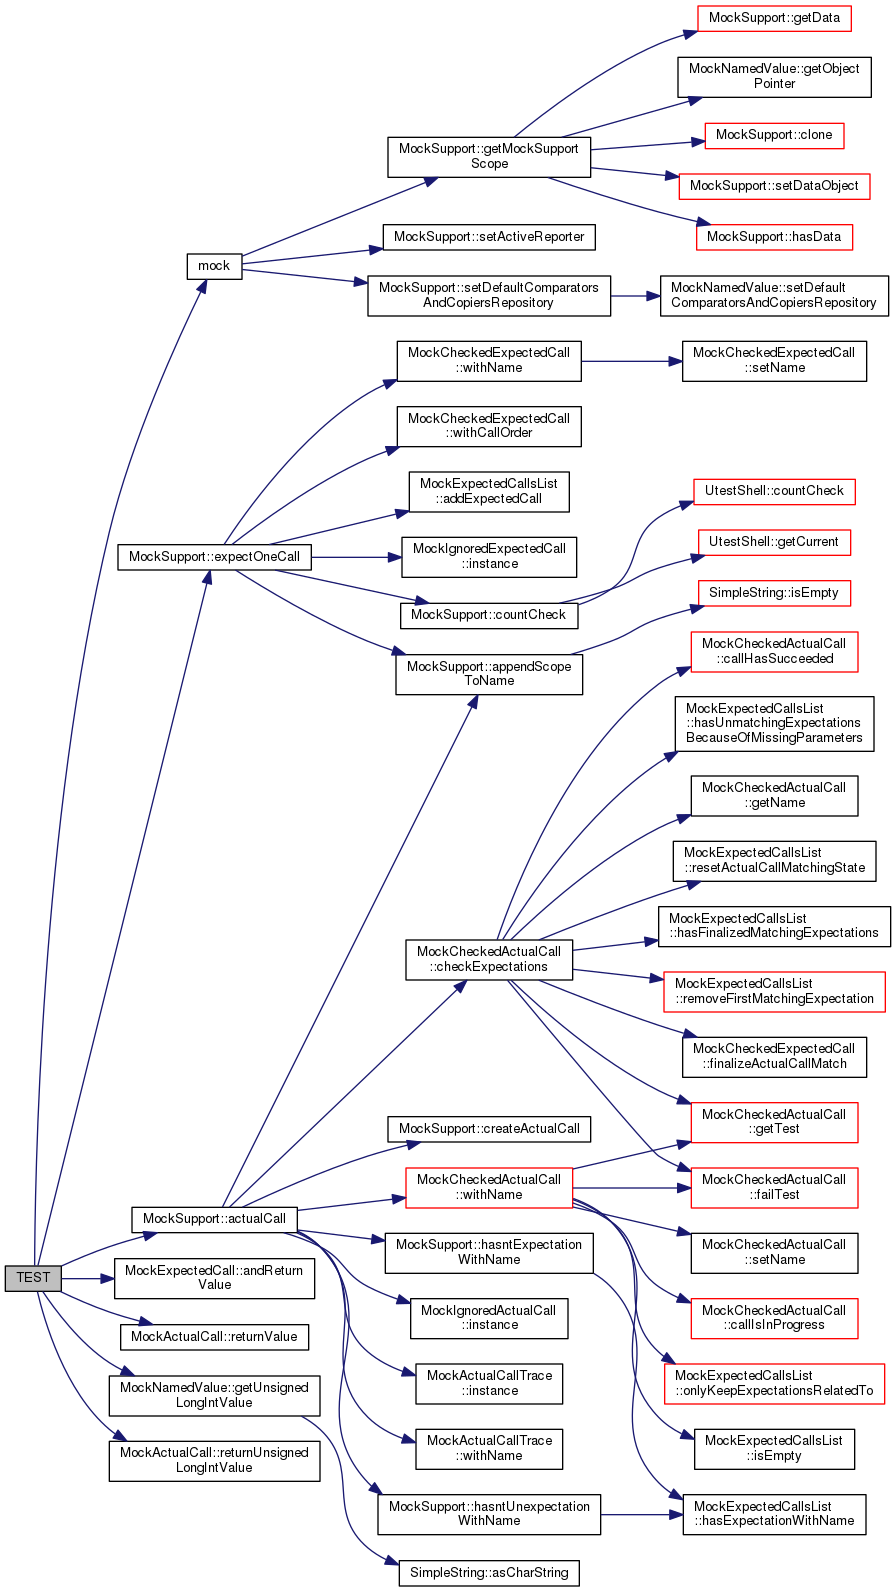 MockSupport::getData
MockNamedValue::getObject
Pointer
MockSupport::getMockSupport
Scope
MockSupport::clone
MockSupport::setDataObject
MockSupport::hasData
MockSupport::setActiveReporter
mock
MockSupport::setDefaultComparators
AndCopiersRepository
MockNamedValue::setDefault
ComparatorsAndCopiersRepository
MockCheckedExpectedCall
::withName
MockCheckedExpectedCall
::setName
MockCheckedExpectedCall
::withCallOrder
MockExpectedCallsList
::addExpectedCall
UtestShell::countCheck
MockSupport::expectOneCall
MockIgnoredExpectedCall
::instance
UtestShell::getCurrent
SimpleString::isEmpty
MockSupport::countCheck
MockSupport::appendScope
ToName
MockCheckedActualCall
::callHasSucceeded
MockExpectedCallsList
::hasUnmatchingExpectations
BecauseOfMissingParameters
MockCheckedActualCall
::getName
MockExpectedCallsList
::resetActualCallMatchingState
MockExpectedCallsList
::hasFinalizedMatchingExpectations
MockCheckedActualCall
::checkExpectations
MockExpectedCallsList
::removeFirstMatchingExpectation
MockCheckedExpectedCall
::finalizeActualCallMatch
MockCheckedActualCall
::getTest
MockSupport::createActualCall
MockCheckedActualCall
::withName
MockCheckedActualCall
::failTest
MockSupport::actualCall
MockSupport::hasntExpectation
WithName
MockCheckedActualCall
::setName
TEST
MockExpectedCall::andReturn
Value
MockIgnoredActualCall
::instance
MockCheckedActualCall
::callIsInProgress
MockActualCall::returnValue
MockActualCallTrace
::instance
MockExpectedCallsList
::onlyKeepExpectationsRelatedTo
MockNamedValue::getUnsigned
LongIntValue
MockActualCall::returnUnsigned
LongIntValue
MockActualCallTrace
::withName
MockExpectedCallsList
::isEmpty
MockSupport::hasntUnexpectation
WithName
MockExpectedCallsList
::hasExpectationWithName
SimpleString::asCharString